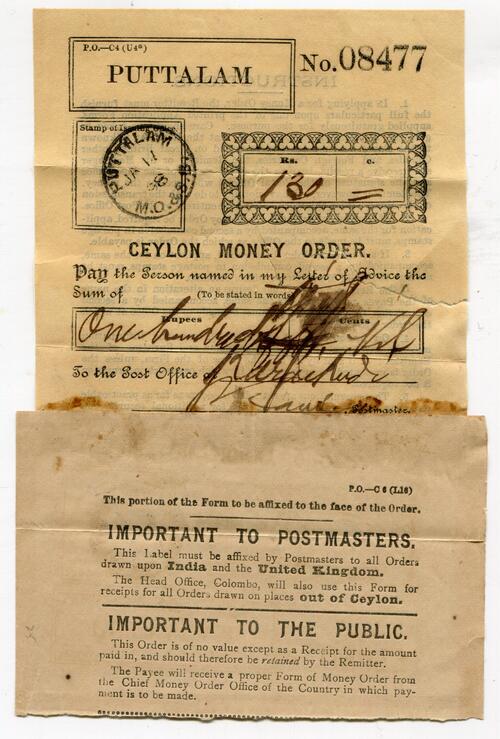 P.O.—C4 (U4a)
PUTTALAM
No. 08477
Stamp of Issuing Office.
PUTTALAM
JA 17
98
M.O. & S.B.
Rs. c.
130 =
CEYLON MONEY ORDER.
Pay the Person named in my Letter of Advice the
Sum of (To be stated in words)
Rupees Cents
One hundred
To the Post Office of
Postmaster.
P.O.—C 6 (L16)
This portion of the Form to be affixed to the face of the Order.
IMPORTANT TO POSTMASTERS.
This Label must be affixed by Postmasters to all Orders
drawn upon India and the United Kingdom.
The Head Office, Colombo, will also use this Form for
receipts for all Orders drawn on places out of Ceylon.
IMPORTANT TO THE PUBLIC.
This Order is of no value except as a Receipt for the amount
paid in, and should therefore be retained by the Remitter.
The Payee will receive a proper Form of Money Order from
the Chief Money Order Office of the Country in which pay-
ment is to be made.